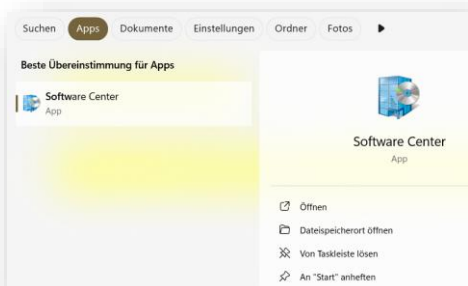 Suchen Apps Dokumente Einstellungen Ordner Fotos
Beste Übereinstimmung für Apps
Software Center
App
Software Center
App
Öffnen
Dateispeicherort öffnen
Von Taskleiste lösen
An "Start" anheften